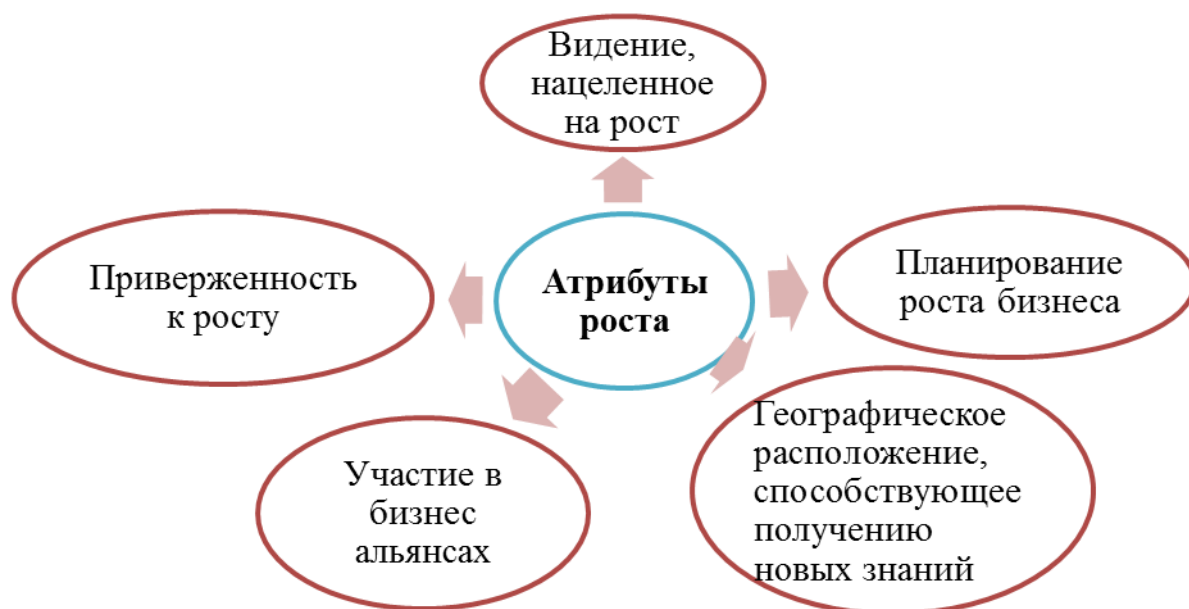 Видение,
нацеленное
на рост
Приверженность
к росту
Атрибуты
роста
Планирование
роста бизнеса
Участие в
бизнес
альянсах
Географическое
расположение,
способствующее
получению
новых знаний